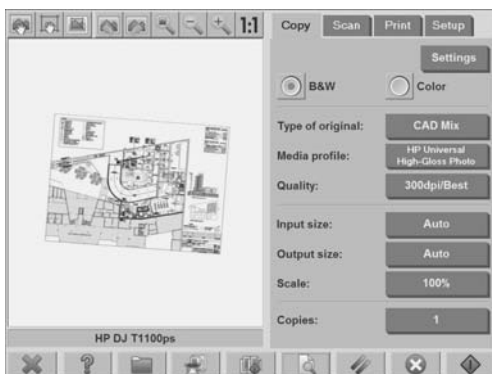 1:1
Copy Scan Print Setup
Settings
B&W Color
Type of original: CAD Mix
Media profile: HP Universal High-Gloss Photo
Quality: 300dpi/Best
Input size: Auto
Output size: Auto
Scale: 100%
Copies: 1
HP DJ T1100ps
?